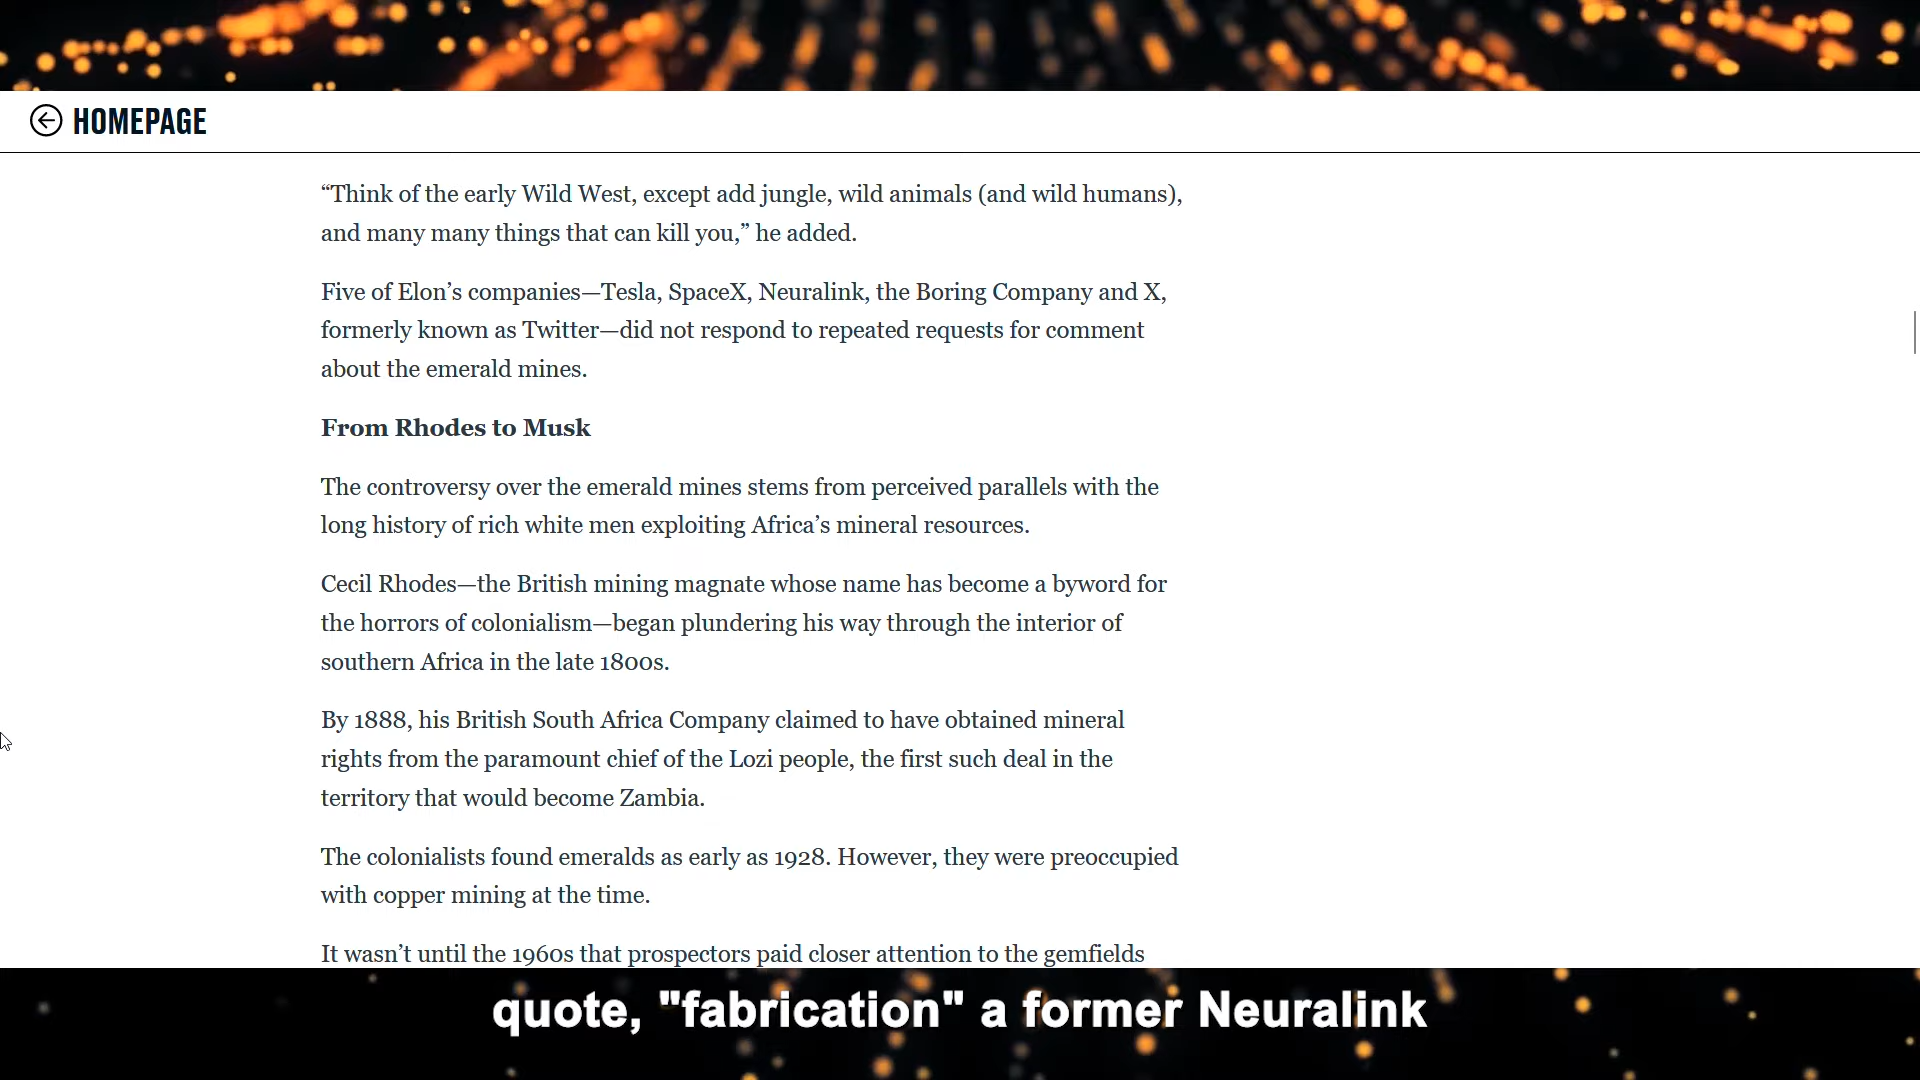 HOMEPAGE
“Think of the early Wild West, except add jungle, wild animals (and wild humans),
and many many things that can kill you,” he added.
Five of Elon’s companies—Tesla, SpaceX, Neuralink, the Boring Company and X,
formerly known as Twitter—did not respond to repeated requests for comment
about the emerald mines.
From Rhodes to Musk
The controversy over the emerald mines stems from perceived parallels with the
long history of rich white men exploiting Africa’s mineral resources.
Cecil Rhodes—the British mining magnate whose name has become a byword for
the horrors of colonialism—began plundering his way through the interior of
southern Africa in the late 1800s.
By 1888, his British South Africa Company claimed to have obtained mineral
rights from the paramount chief of the Lozi people, the first such deal in the
territory that would become Zambia.
The colonialists found emeralds as early as 1928. However, they were preoccupied
with copper mining at the time.
It wasn’t until the 1960s that prospectors paid closer attention to the gemfields
quote, "fabrication" a former Neuralink